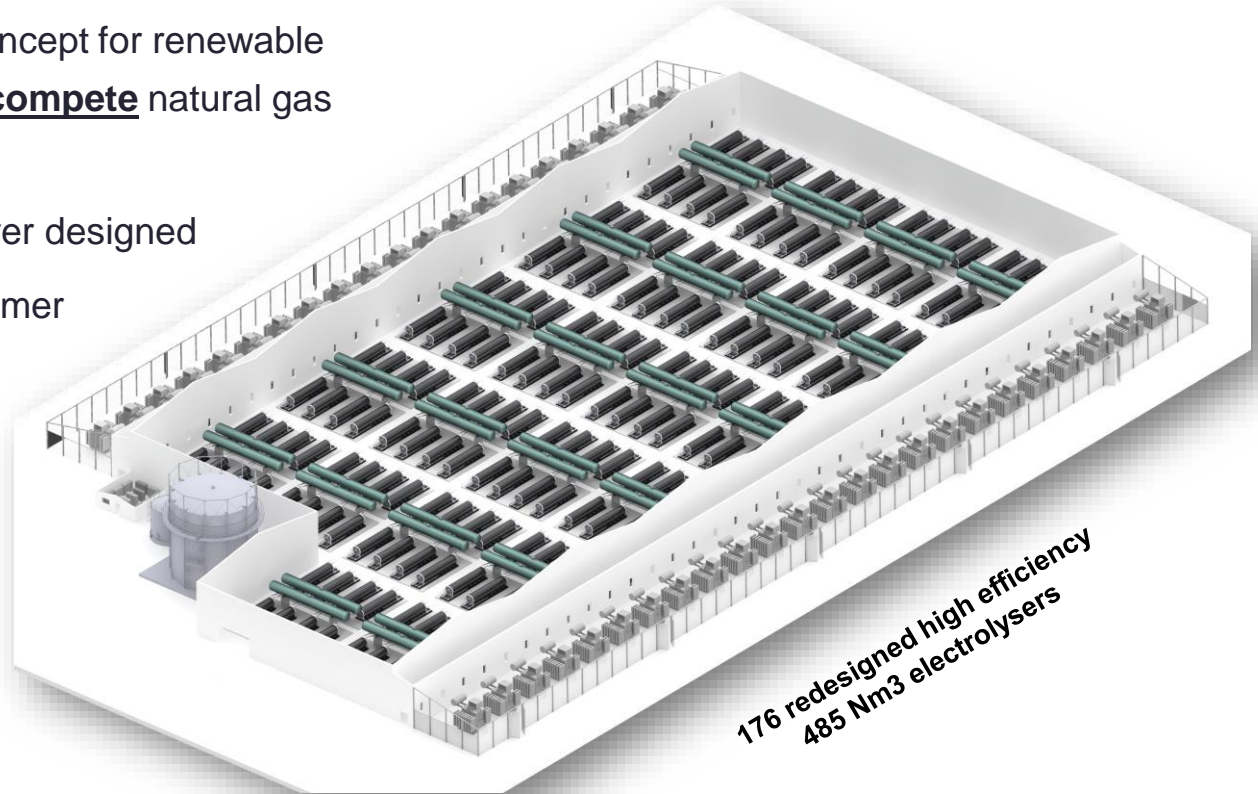 ncept for renewable
compete natural gas
er designed
mer
176 redesigned high efficiency
485 Nm3 electrolysers